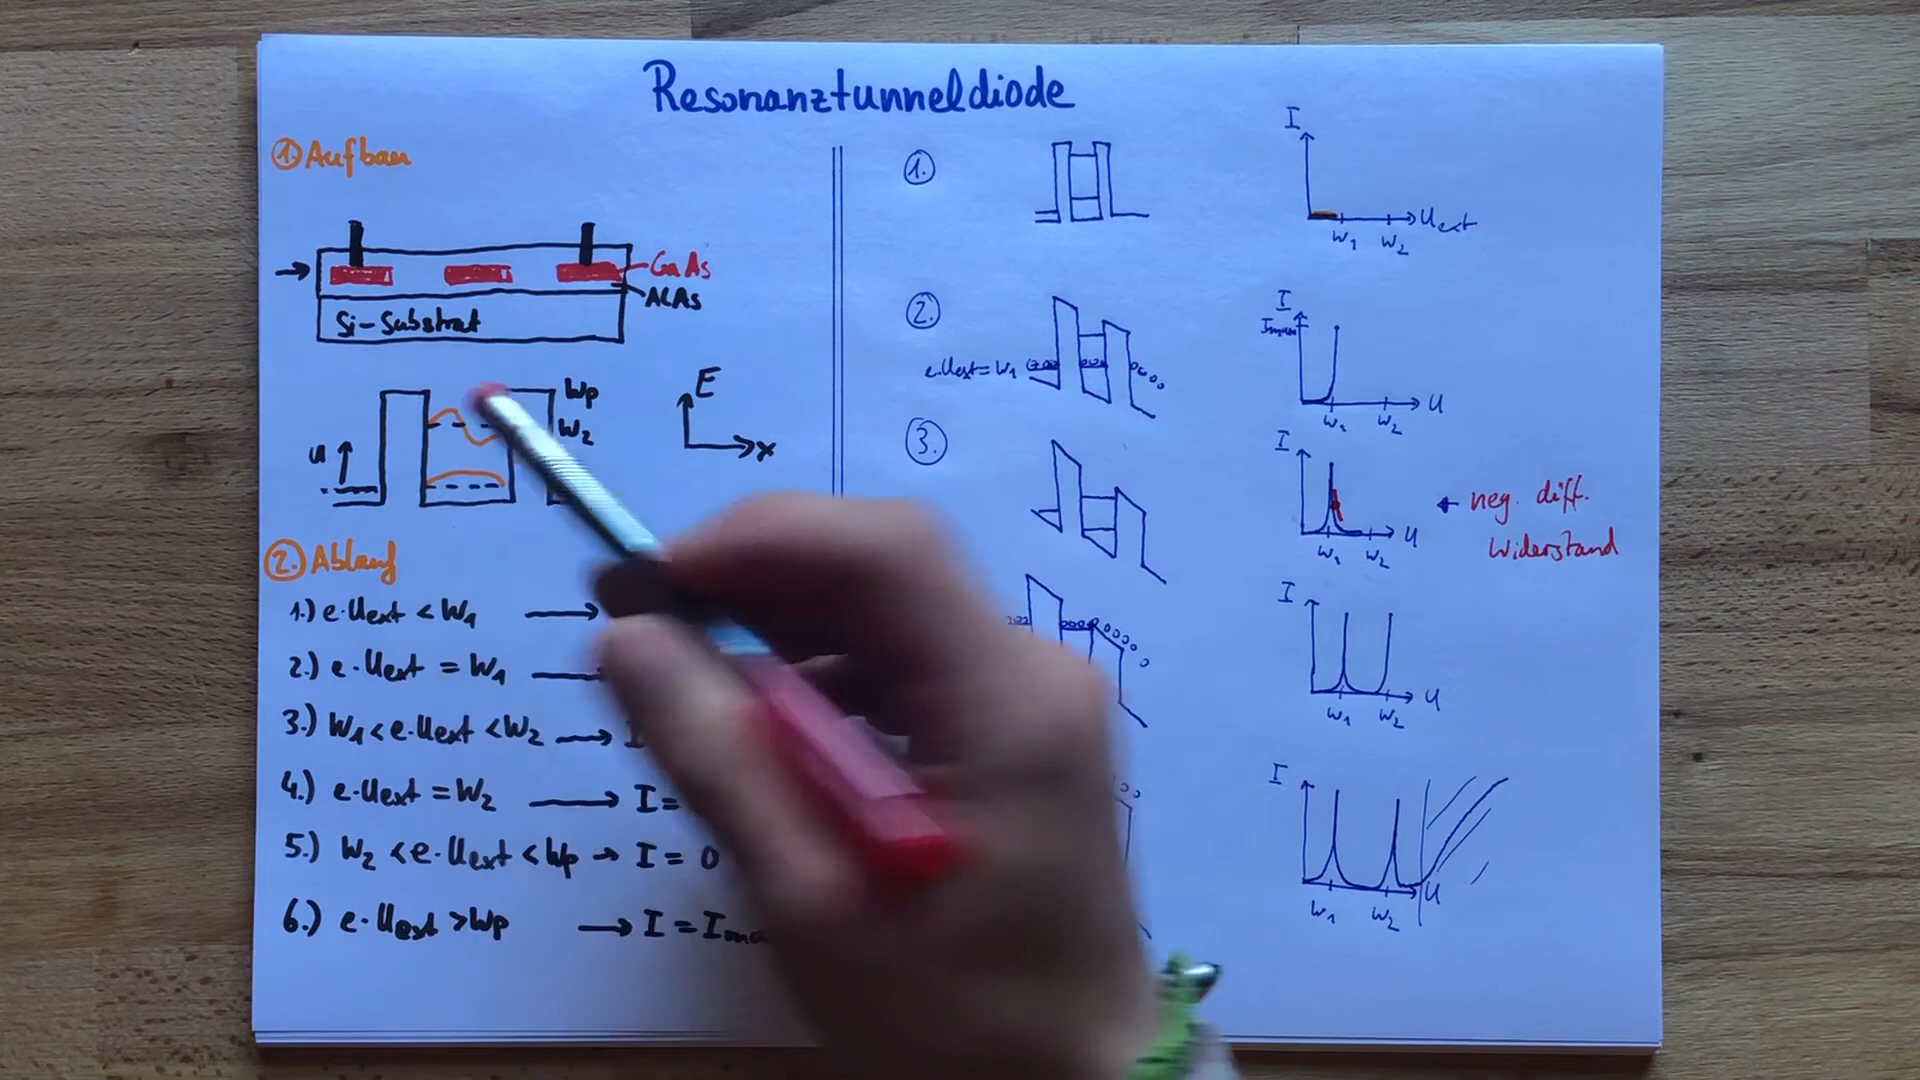 Resonanztunneldiode
① Aufbau
GaAs
AlAs
Si-Substrat
Wp
W2
U
E
x
②.) Ablauf
1.) e·Uext < W1 →
2.) e·Uext = W1 →
3.) W1 < e·Uext < W2 → I
4.) e·Uext = W2 → I =
5.) W2 < e·Uext < Wp → I = 0
6.) e·Uext > Wp → I = Ima
1.
I
Uext
W1 W2
2.
e·Uext = W1
I
Imax
U
W1 W2
3.
I
U
W1 W2
← neg. diff.
Widerstand
I
U
W1 W2
I
U
W1 W2